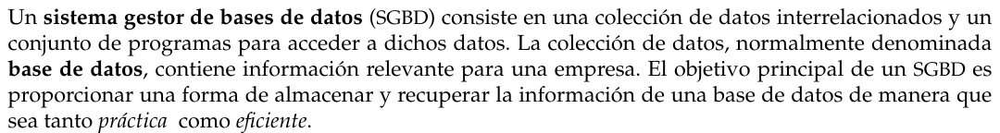 Un sistema gestor de bases de datos (SGBD) consiste en una colección de datos interrelacionados y un
conjunto de programas para acceder a dichos datos. La colección de datos, normalmente denominada
base de datos, contiene información relevante para una empresa. El objetivo principal de un SGBD es
proporcionar una forma de almacenar y recuperar la información de una base de datos de manera que
sea tanto práctica como eficiente.